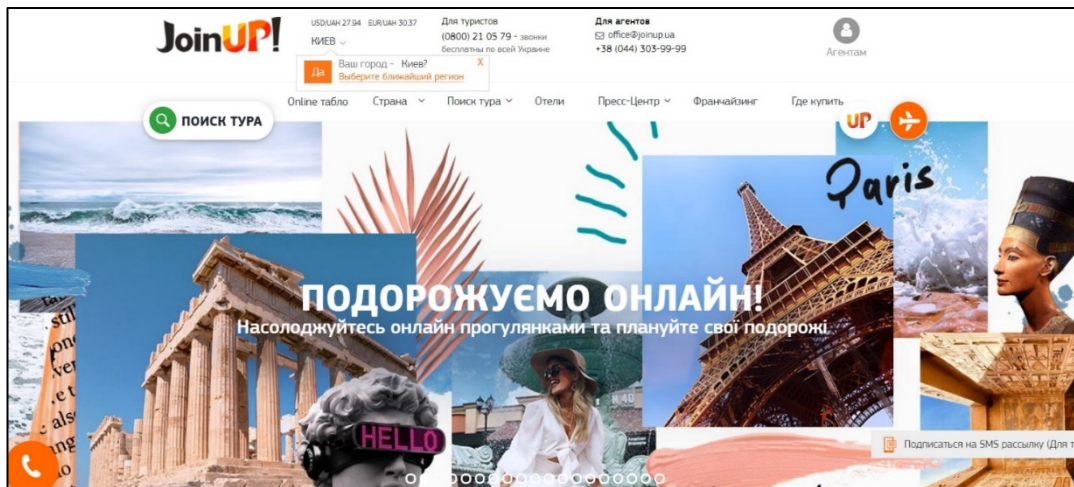 JoinUP!
USD/UAH 27.94 EUR/UAH 30.37
КИЕВ
Для туристов
(0800) 21 05 79 - звонки
бесплатны по всей Украине
Для агентов
office@joinup.ua
+38 (044) 303-99-99
Агентам
Да
Ваш город - Киев?
X
Выберите ближайший регион
Online табло
Страна
Поиск тура
Отели
Пресс-Центр
Франчайзинг
Где купить
ПОИСК ТУРА
UP
Paris
ПОДОРОЖУЄМО ОНЛАЙН!
Насолоджуйтесь онлайн прогулянками та плануйте свої подорожі
HELLO
Подписаться на SMS рассылку (Для т